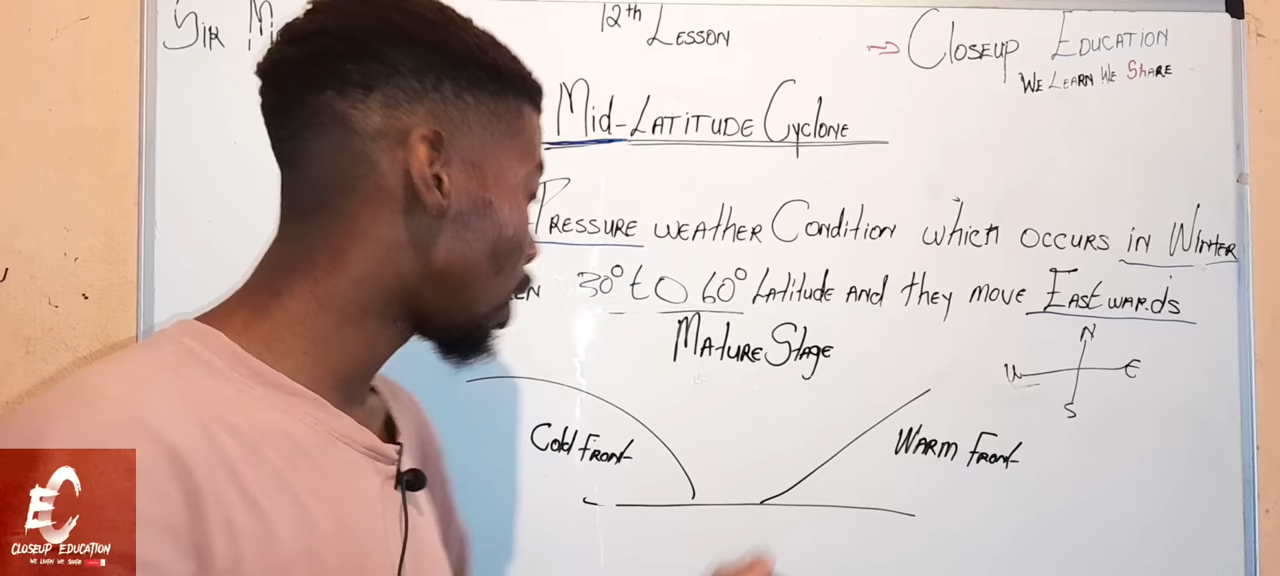 SIR
12th LESSON
→ CLOSEUP EDUCATION
WE LEARN WE ShARE
Mid-LATITUDE Cyclone
PRESSURE WEATHER Condition which OCCURS in WINTER
30° to 60° Latitude And they move EASTWARDS
MATURE Stage
N
W E
S
Cold FRONT
WARM FRONT
EC
CLOSEUP EDUCATION
WE LEARN WE SHARE